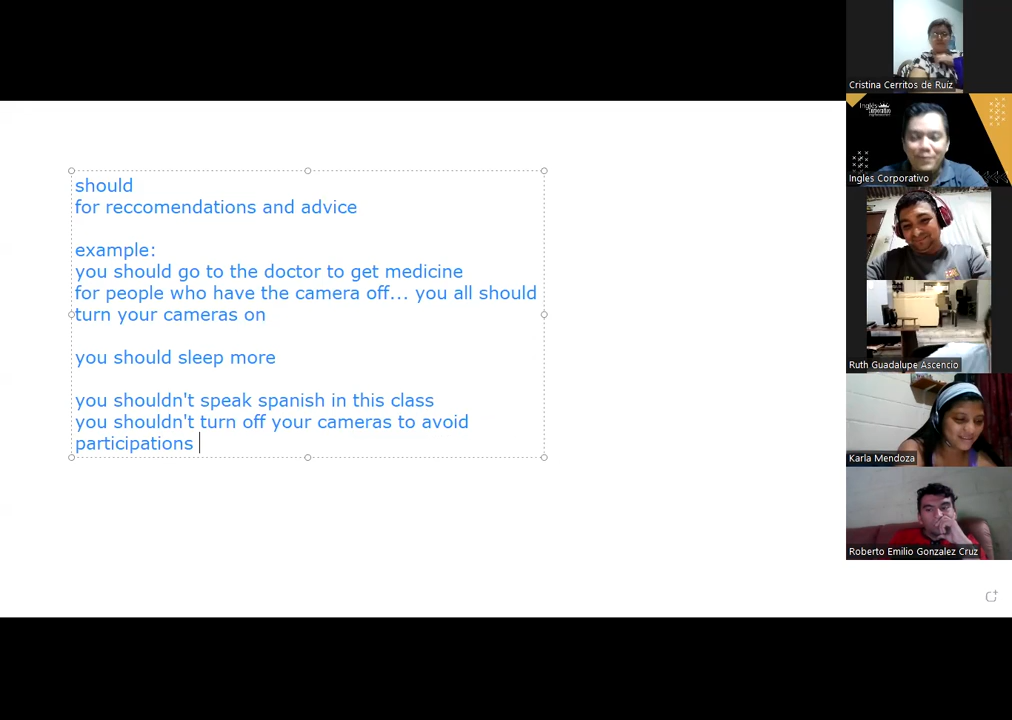 should
for reccomendations and advice
example:
you should go to the doctor to get medicine
for people who have the camera off... you all should
turn your cameras on
you should sleep more
you shouldn't speak spanish in this class
you shouldn't turn off your cameras to avoid
participations
Cristina Cerritos de Ruíz
Inglés
Corporativo
Ingles Corporativo
Ruth Guadalupe Ascencio
Karla Mendoza
Roberto Emilio Gonzalez Cruz